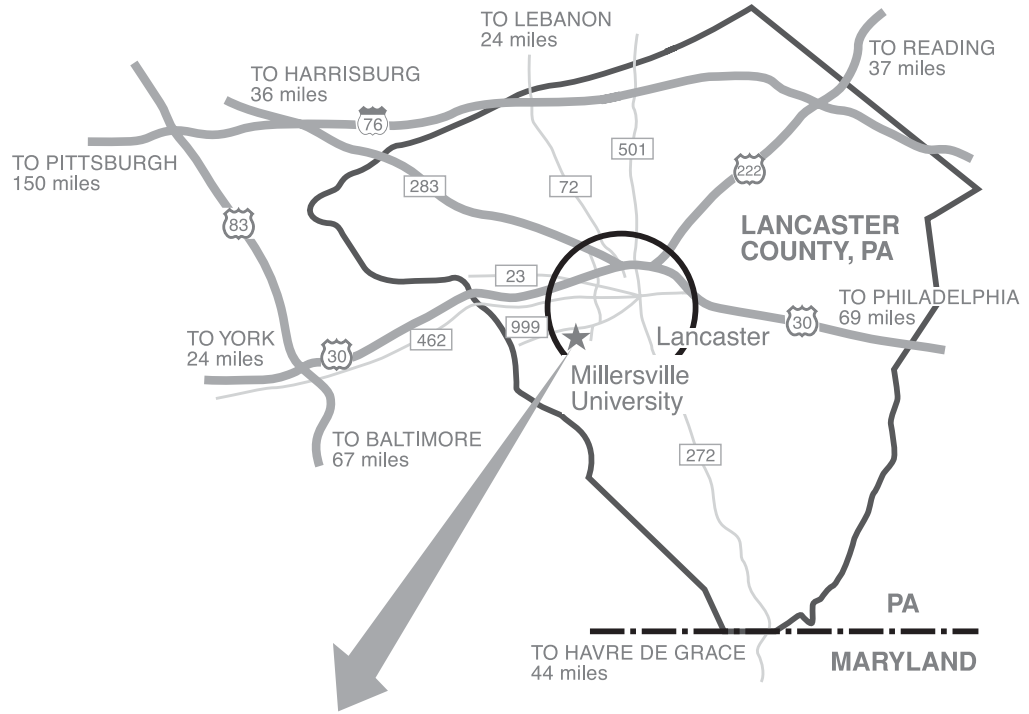 TO LEBANON
24 miles
TO READING
37 miles
TO HARRISBURG
36 miles
76
TO PITTSBURGH
150 miles
501
283
72
222
83
LANCASTER
COUNTY, PA
23
TO PHILADELPHIA
69 miles
30
999
462
TO YORK
24 miles
30
Lancaster
Millersville
University
TO BALTIMORE
67 miles
272
PA
TO HAVRE DE GRACE
44 miles
MARYLAND